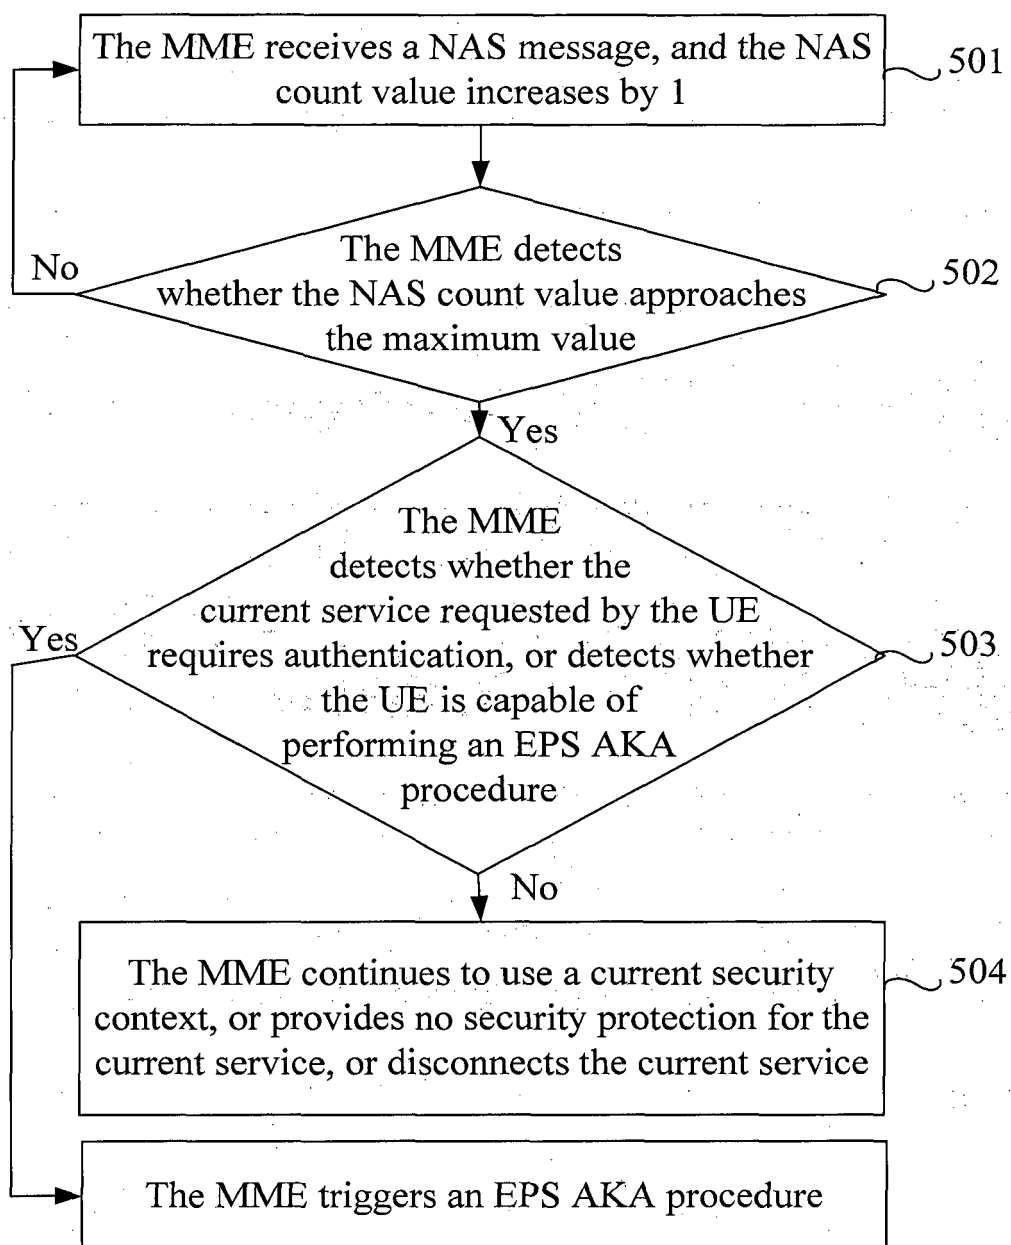 The MME receives a NAS message, and the NAS
count value increases by 1
501
The MME detects
whether the NAS count value approaches
the maximum value
No
502
Yes
The MME
detects whether the
current service requested by the UE
requires authentication, or detects whether
the UE is capable of
performing an EPS AKA
procedure
Yes
503
No
The MME continues to use a current security
context, or provides no security protection for the
current service, or disconnects the current service
504
The MME triggers an EPS AKA procedure